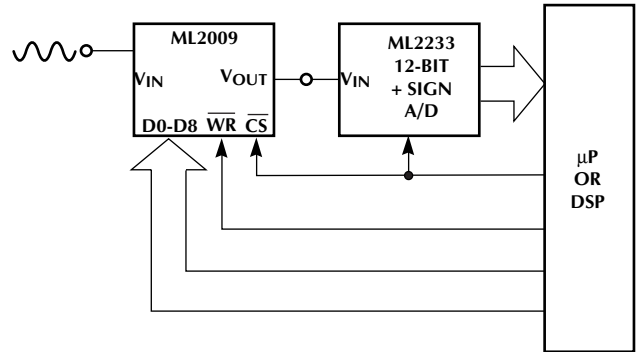 ML2009
VIN
VOUT
D0-D8 WR CS
VIN
ML2233
12-BIT
+ SIGN
A/D
µP
OR
DSP